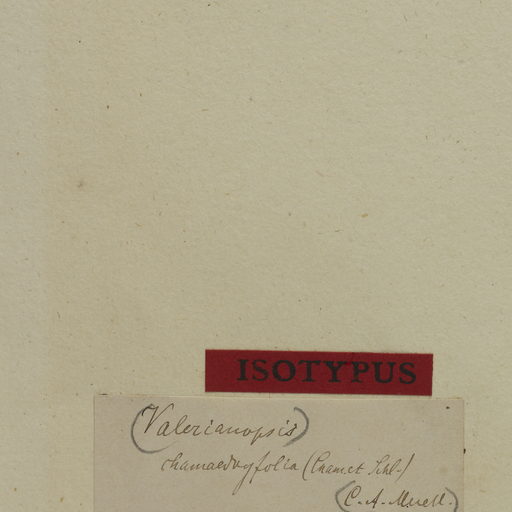 ISOTYPUS
(Valerianopsis)
chamaedryfolia (Cham et Schl.)
(C. A. Muell.)